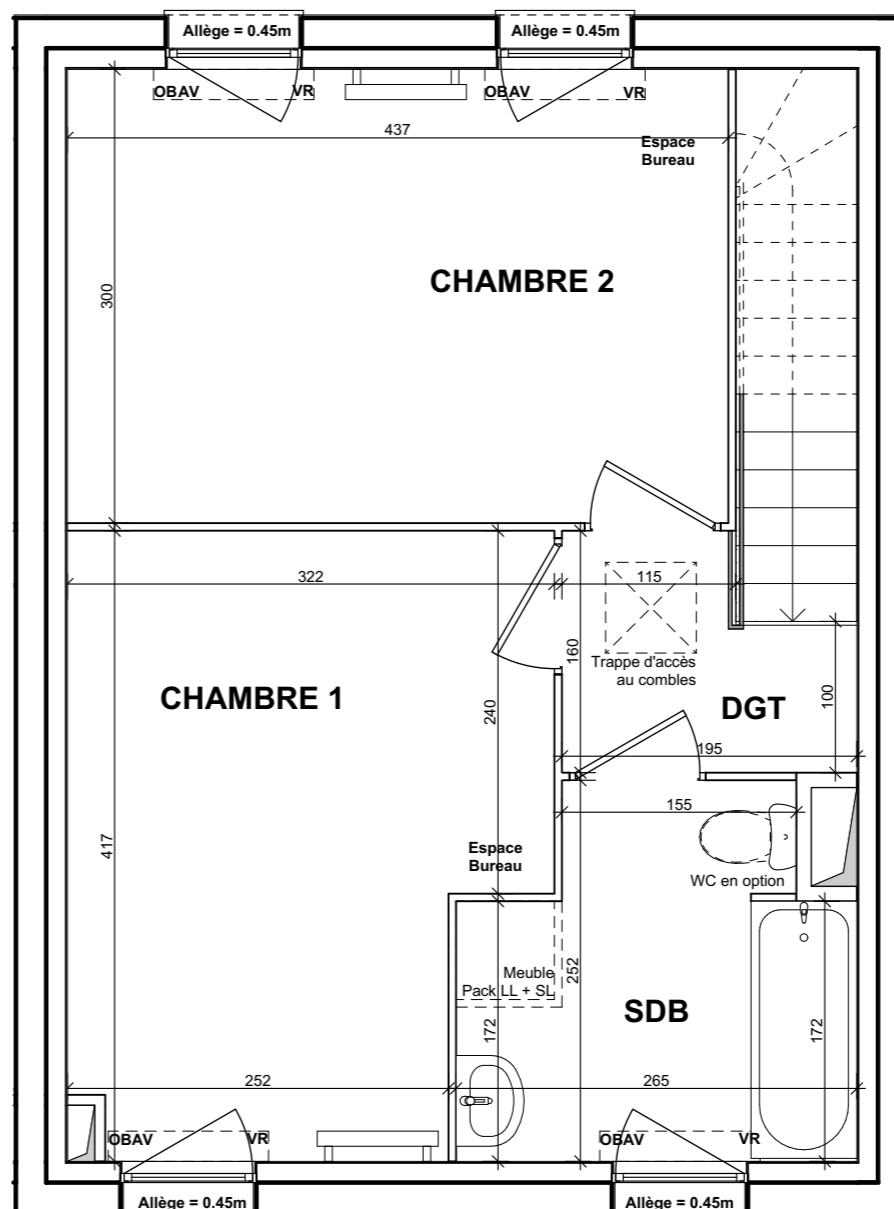 Allège = 0.45m
Allège = 0.45m
OBAV
VR
OBAV
VR
437
Espace
Bureau
CHAMBRE 2
300
322
115
Trappe d'accès
au combles
160
CHAMBRE 1
240
DGT
100
195
155
417
Espace
Bureau
WC en option
Meuble
Pack LL + SL
252
SDB
172
172
252
265
OBAV
VR
OBAV
VR
Allège = 0.45m
Allège = 0.45m